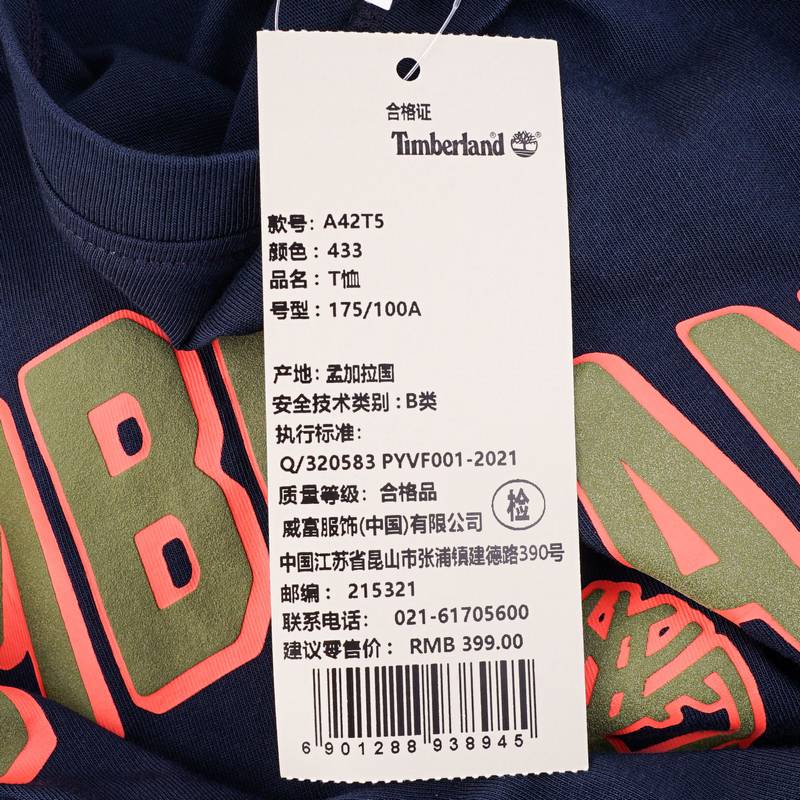 合格证
Timberland
款号: A42T5
颜色: 433
品名: T恤
号型: 175/100A
产地: 孟加拉国
安全技术类别: B类
执行标准:
Q/320583 PYVF001-2021
质量等级: 合格品
检
威富服饰(中国)有限公司
中国江苏省昆山市张浦镇建德路390号
邮编: 215321
联系电话: 021-61705600
建议零售价: RMB 399.00
6 901288 938945